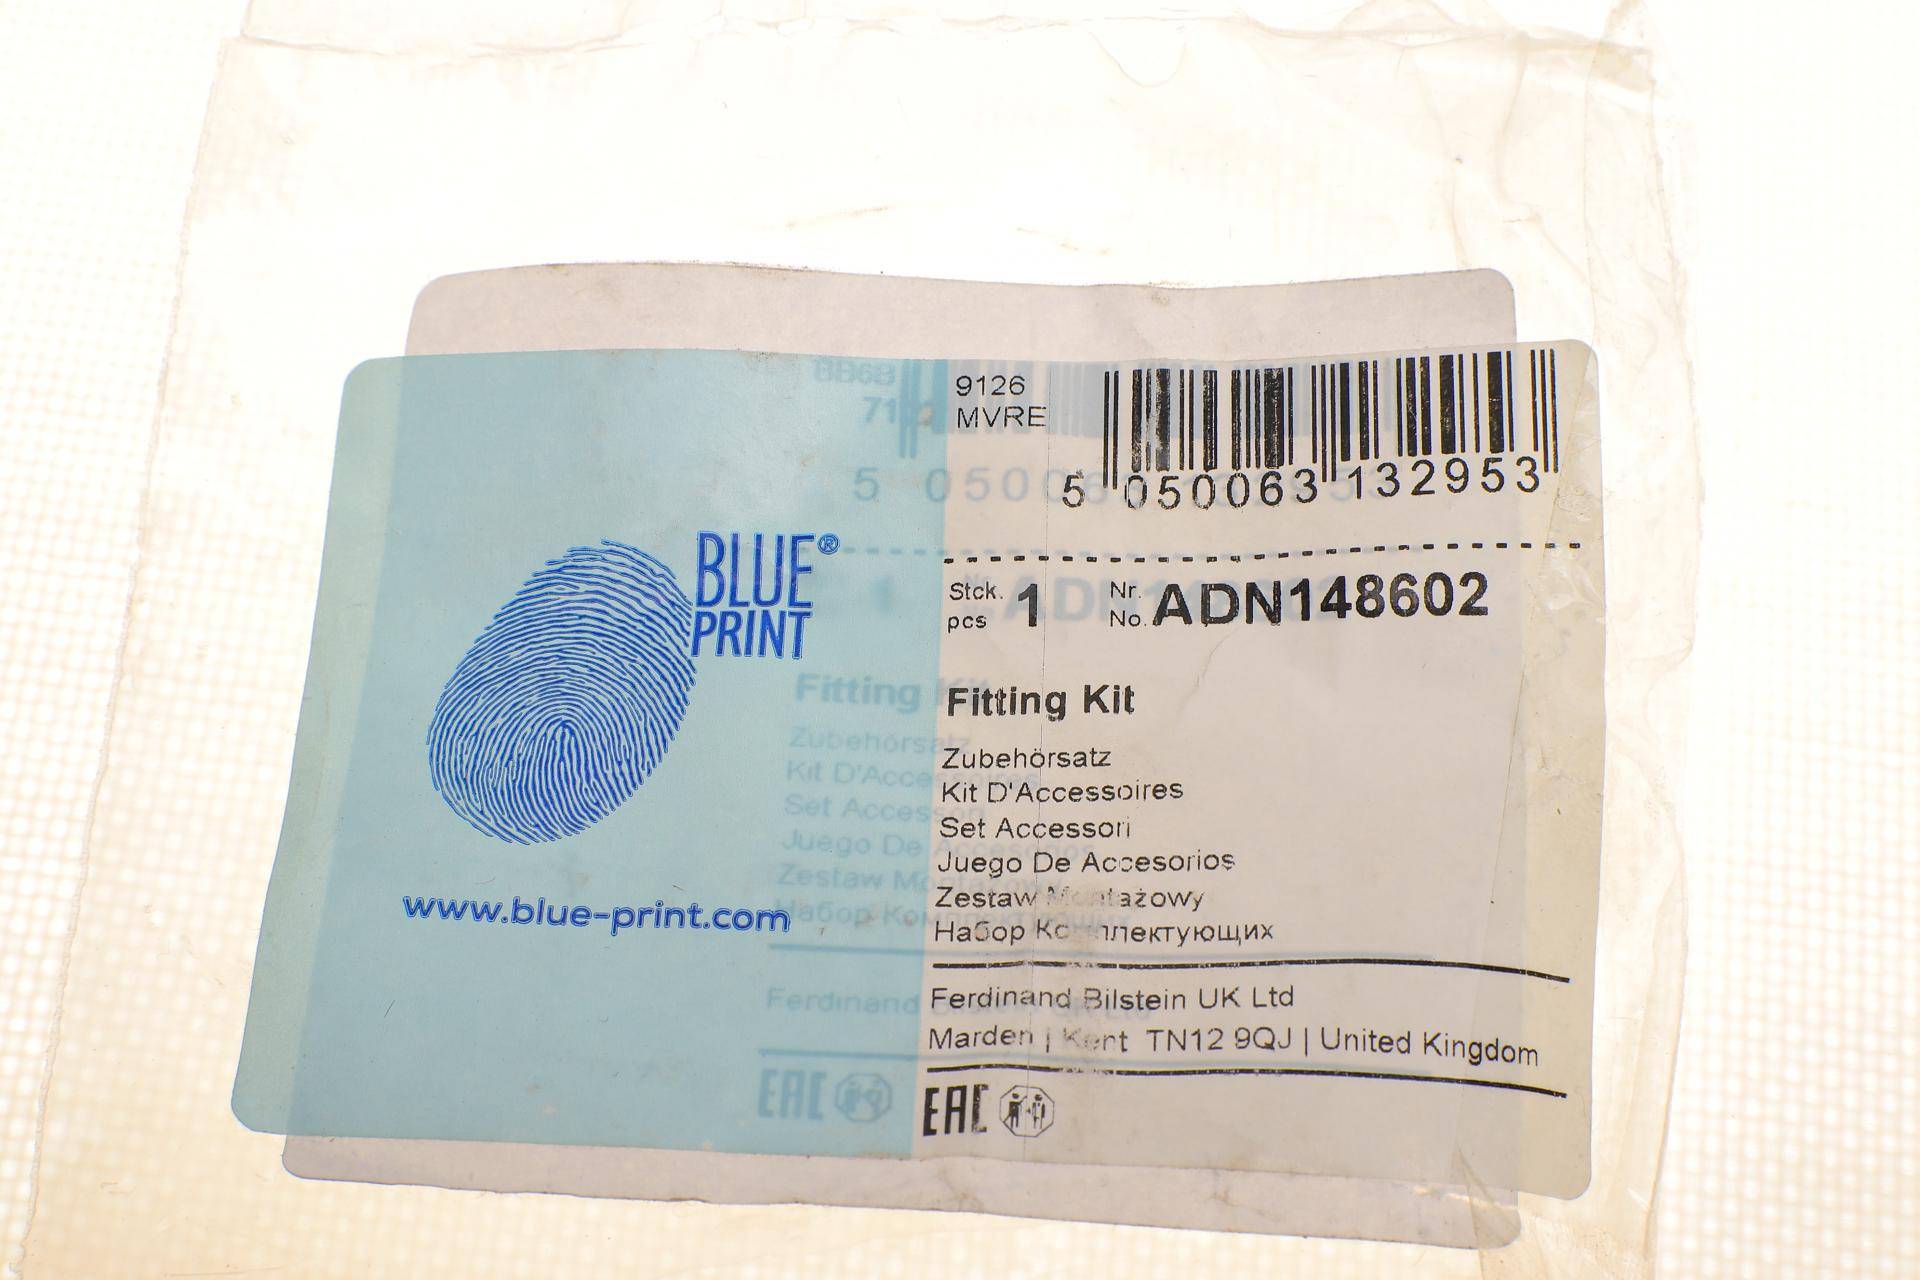 BLUE®
PRINT
www.blue-print.com
9126
MVRE
5 050063 132953
Stck. 1 Nr. ADN148602
pcs No.
Fitting Kit
Zubehörsatz
Kit D'Accessoires
Set Accessori
Juego De Accesorios
Zestaw Montażowy
Набор Комплектующих
Ferdinand Bilstein UK Ltd
Marden | Kent TN12 9QJ | United Kingdom
EAC